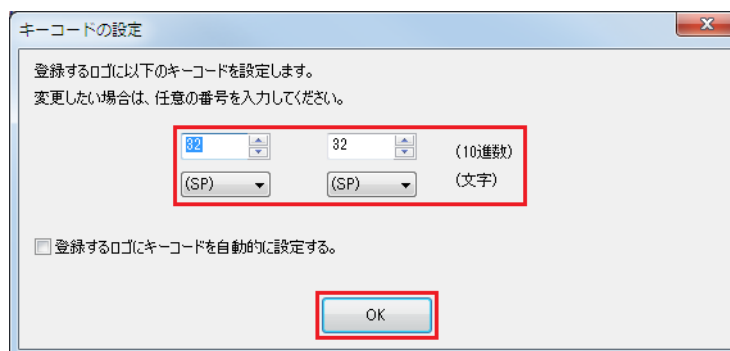 キーコードの設定
登録するロゴに以下のキーコードを設定します。
変更したい場合は、任意の番号を入力してください。
32 32 (10進数)
(SP) (SP) (文字)
登録するロゴにキーコードを自動的に設定する。
OK